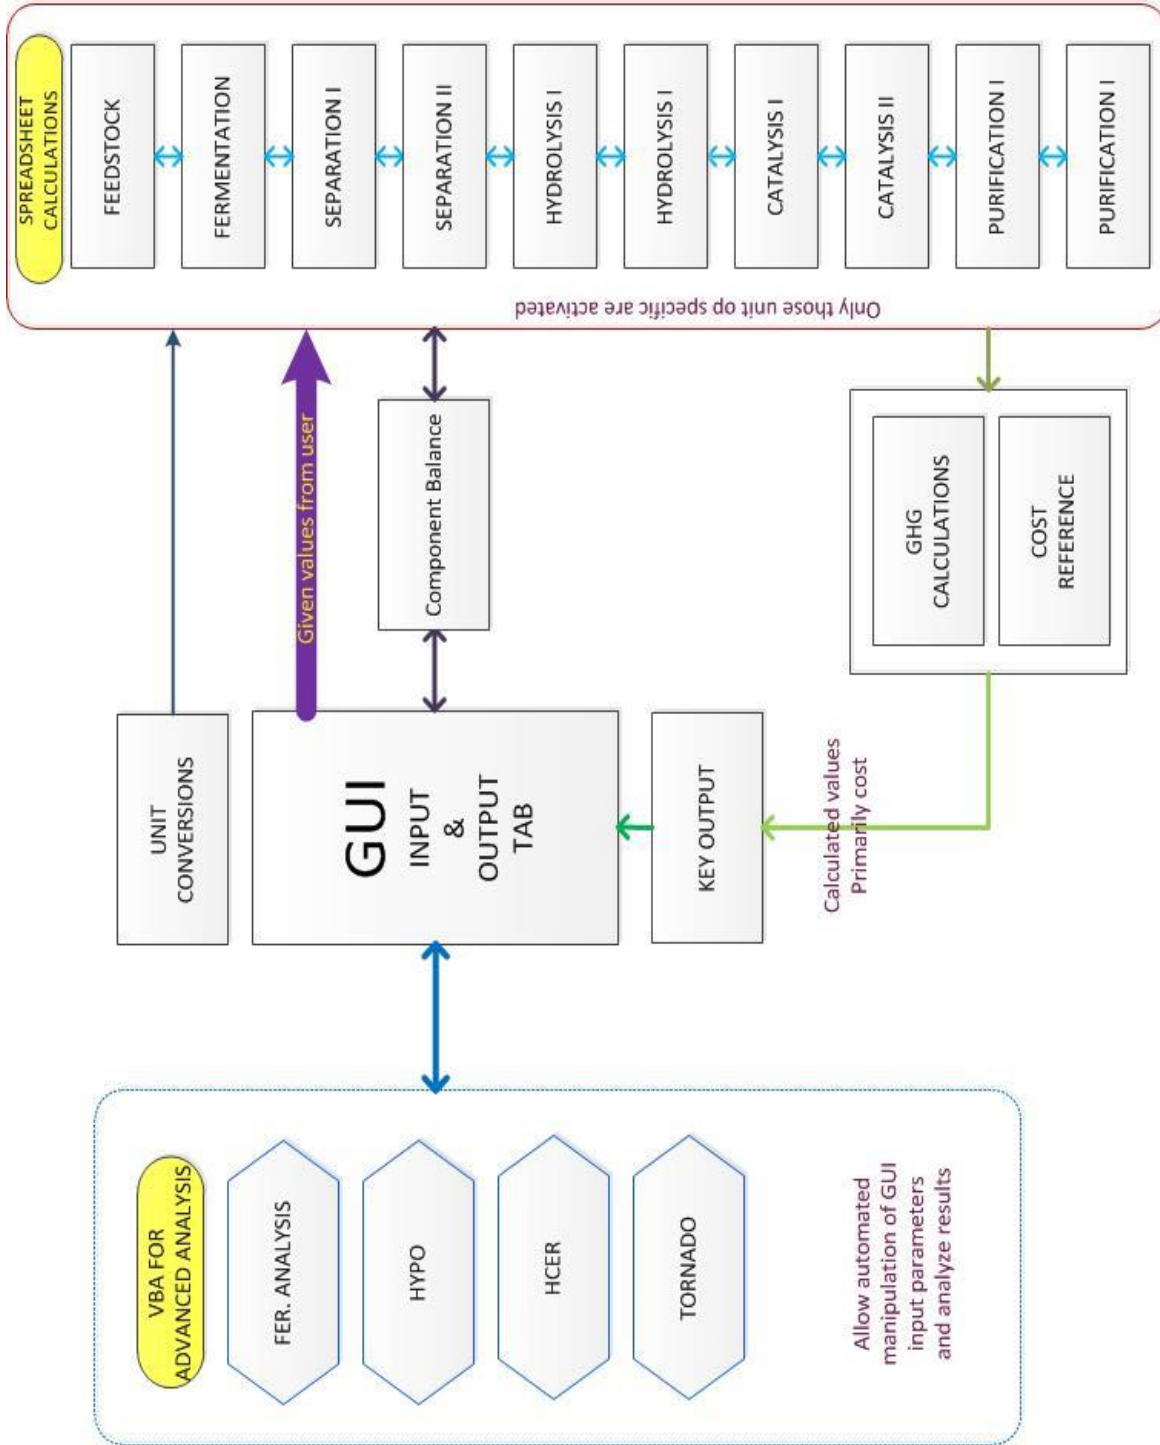 VBA FOR
ADVANCED ANALYSIS
FER. ANALYSIS
HYPO
HCER
TORNADO
Allow automated
manipulation of GUI
input parameters
and analyze results
UNIT
CONVERSIONS
GUI
INPUT
&
OUTPUT
TAB
KEY OUTPUT
Calculated values
Primarily cost
Given values from user
Component Balance
GHG
CALCULATIONS
COST
REFERENCE
SPREADSHEET
CALCULATIONS
FEEDSTOCK
FERMENTATION
SEPARATION I
SEPARATION II
HYDROLYSIS I
HYDROLYSIS I
CATALYSIS I
CATALYSIS II
PURIFICATION I
PURIFICATION I
Only those unit op specific are activated